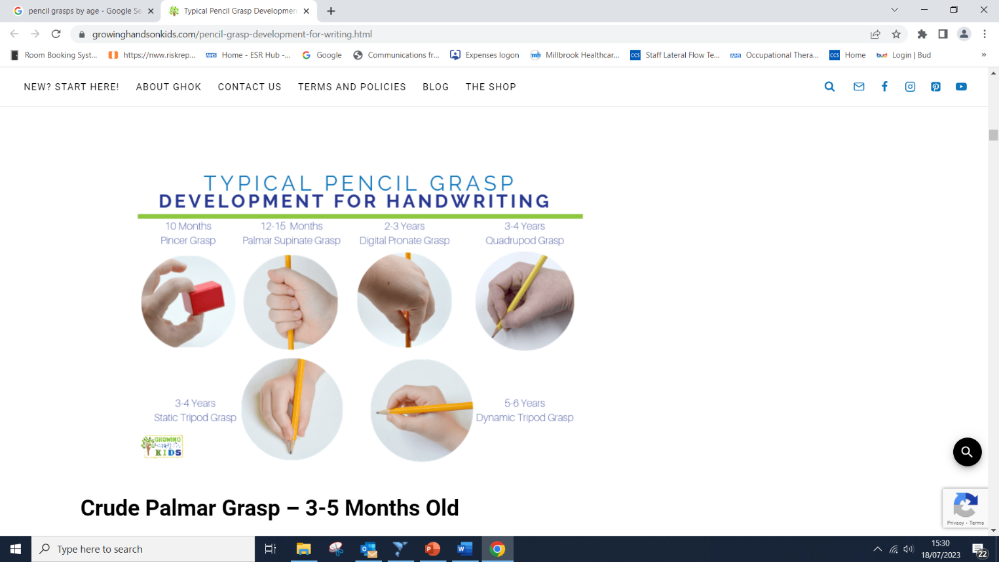 pencil grasps by age - Google Se
Typical Pencil Grasp Developmen
growinghandsonkids.com/pencil-grasp-development-for-writing.html
Room Booking Syst...
https://nww.riskrep...
NHS Home - ESR Hub -...
Google
Communications fr...
Expenses logon
mh Millbrook Healthcar...
CCS Staff Lateral Flow Te...
NHS Occupational Thera...
CCS Home
bud Login | Bud
»
NEW? START HERE!
ABOUT GHOK
CONTACT US
TERMS AND POLICIES
BLOG
THE SHOP
TYPICAL PENCIL GRASP
DEVELOPMENT FOR HANDWRITING
10 Months
Pincer Grasp
12-15 Months
Palmar Supinate Grasp
2-3 Years
Digital Pronate Grasp
3-4 Years
Quadrupod Grasp
3-4 Years
Static Tripod Grasp
5-6 Years
Dynamic Tripod Grasp
GROWING
KIDS
Crude Palmar Grasp – 3-5 Months Old
Privacy - Terms
Type here to search
15:30
18/07/2023
22